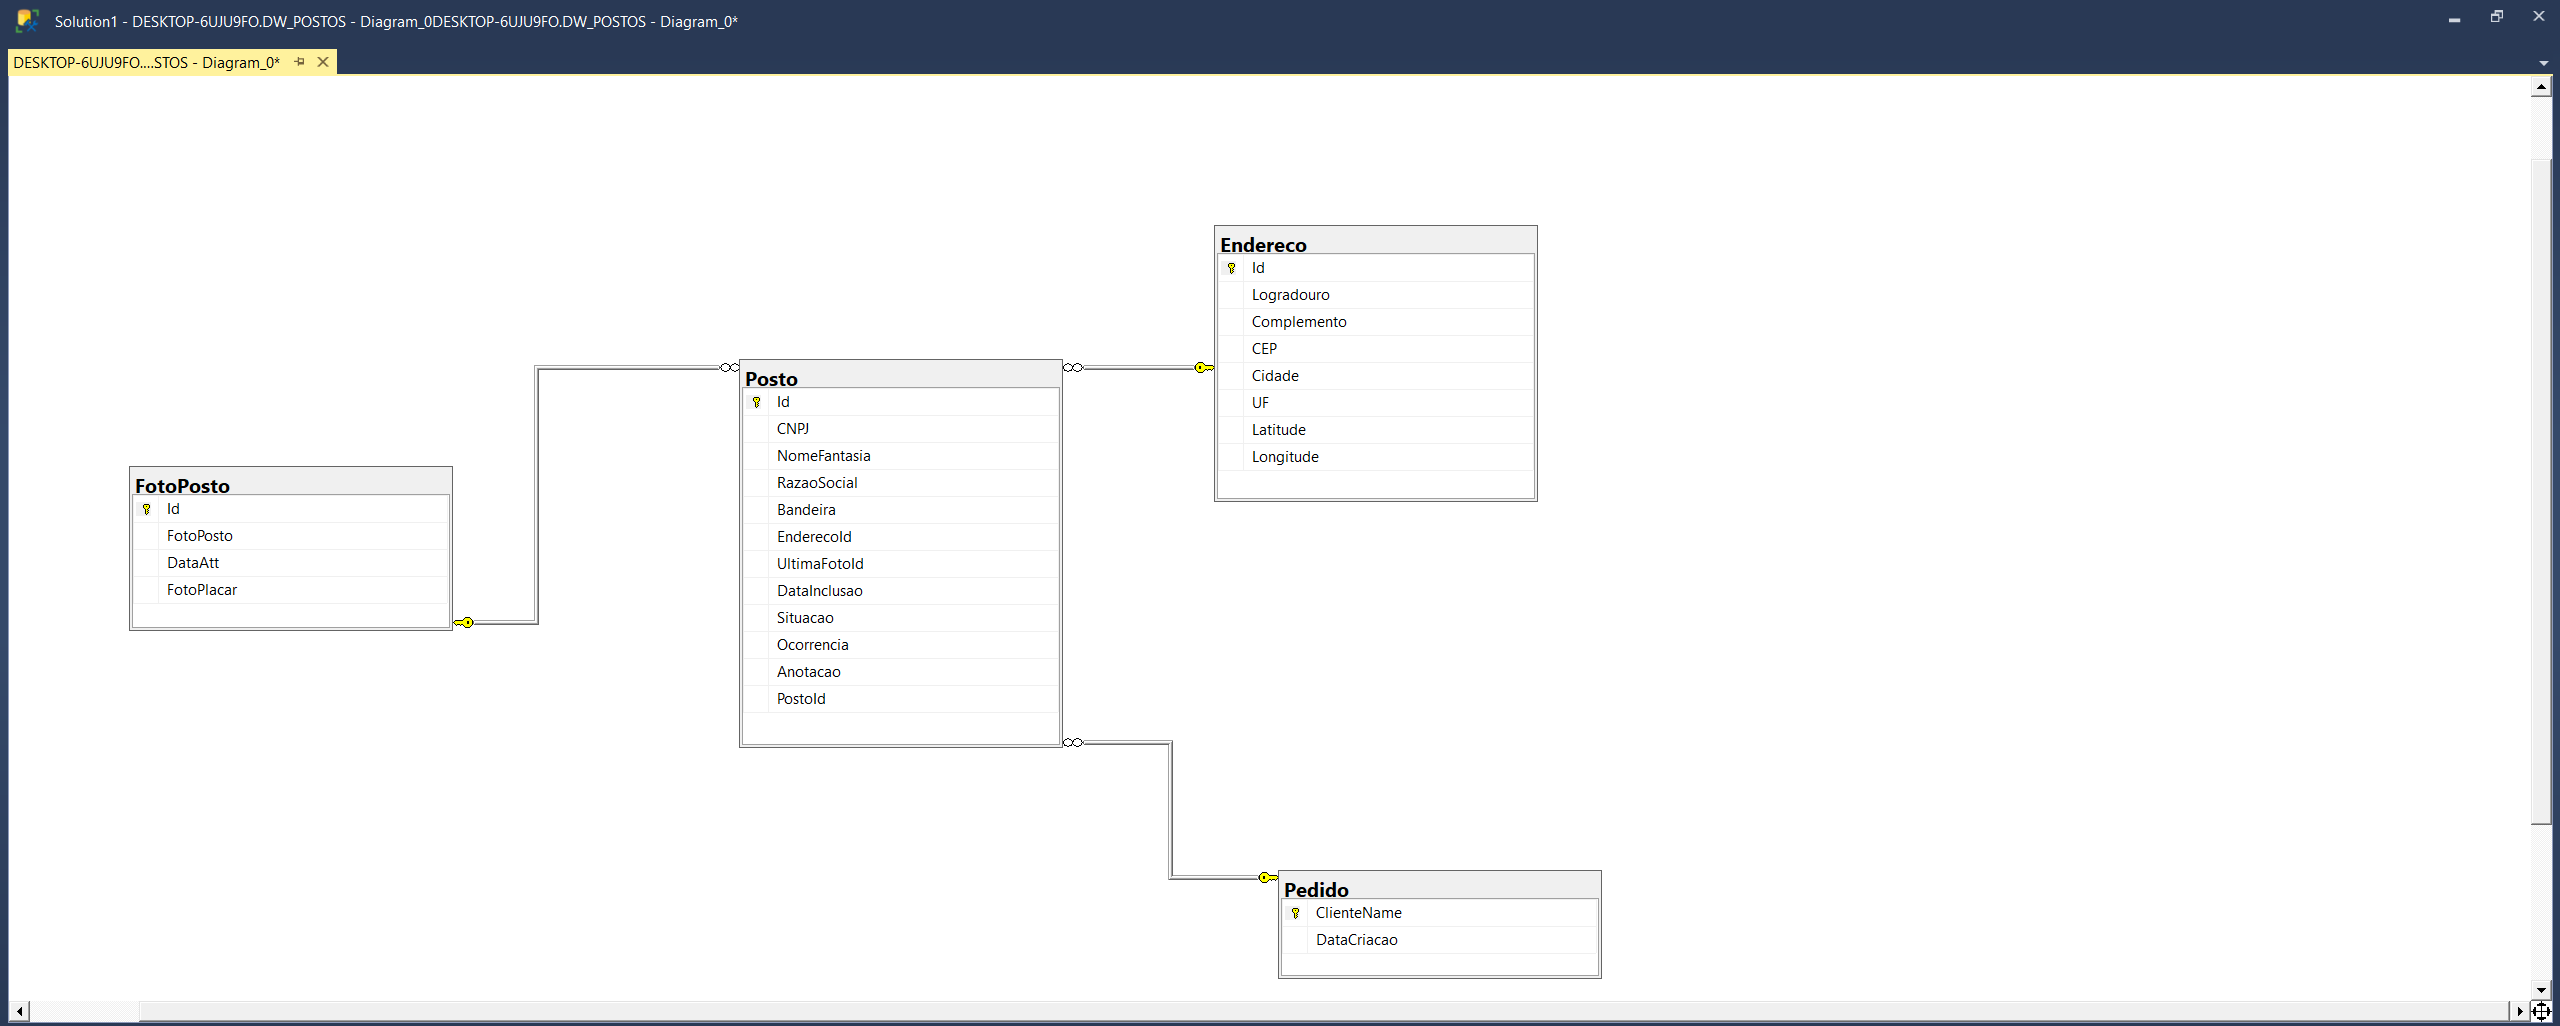 Solution1 - DESKTOP-6UJU9FO.DW_POSTOS - Diagram_0DESKTOP-6UJU9FO.DW_POSTOS - Diagram_0*
DESKTOP-6UJU9FO....STOS - Diagram_0*
FotoPosto
Id
FotoPosto
DataAtt
FotoPlacar
Posto
Id
CNPJ
NomeFantasia
RazaoSocial
Bandeira
EnderecoId
UltimaFotoId
DataInclusao
Situacao
Ocorrencia
Anotacao
PostoId
Endereco
Id
Logradouro
Complemento
CEP
Cidade
UF
Latitude
Longitude
Pedido
ClienteName
DataCriacao